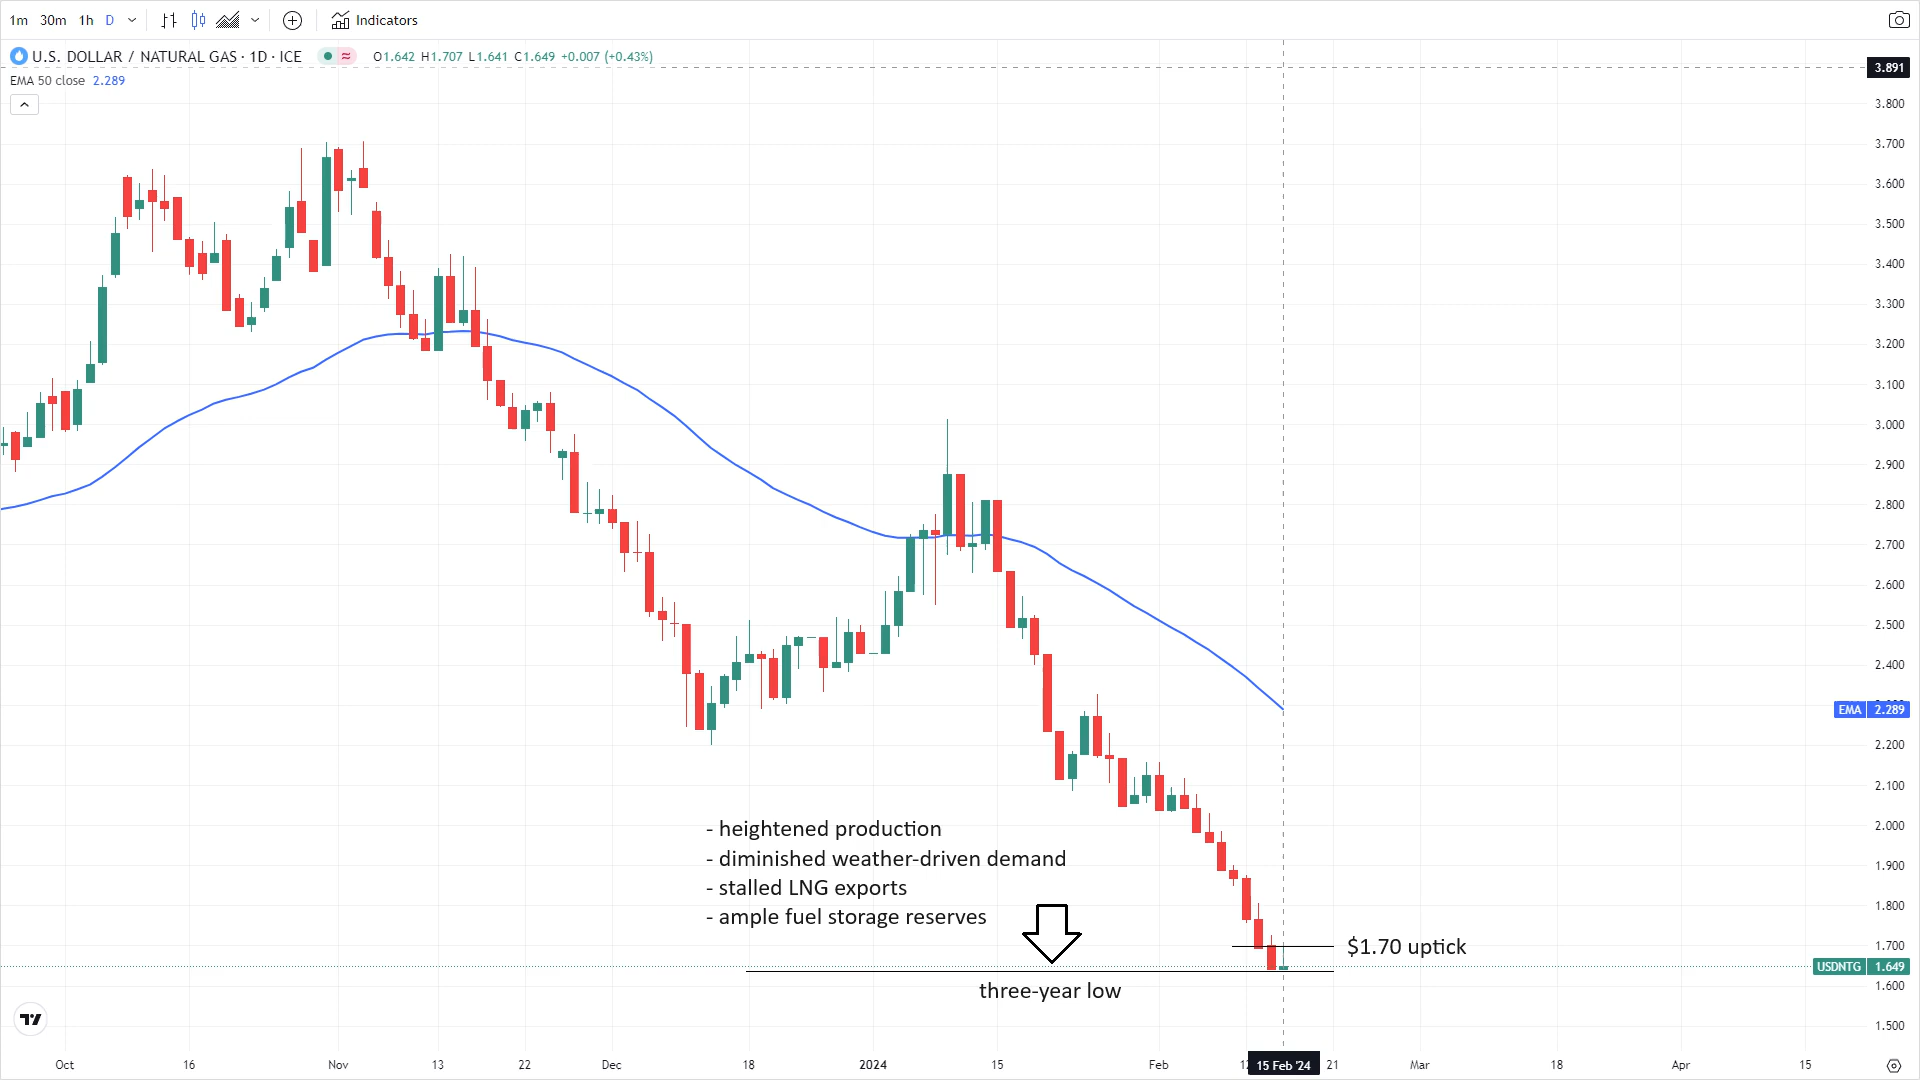 1m 30m 1h D Indicators
U.S. DOLLAR / NATURAL GAS · 1D · ICE O1.642 H1.707 L1.641 C1.649 +0.007 (+0.43%)
EMA 50 close 2.289
3.891
3.800
3.700
3.600
3.500
3.400
3.300
3.200
3.100
3.000
2.900
2.800
2.700
2.600
2.500
2.400
EMA 2.289
2.200
2.100
2.000
1.900
1.800
1.700
USDNTG 1.649
1.600
1.500
- heightened production
- diminished weather-driven demand
- stalled LNG exports
- ample fuel storage reserves
$1.70 uptick
three-year low
Oct 16 Nov 13 22 Dec 18 2024 15 Feb 15 Feb '24 21 Mar 18 Apr 15